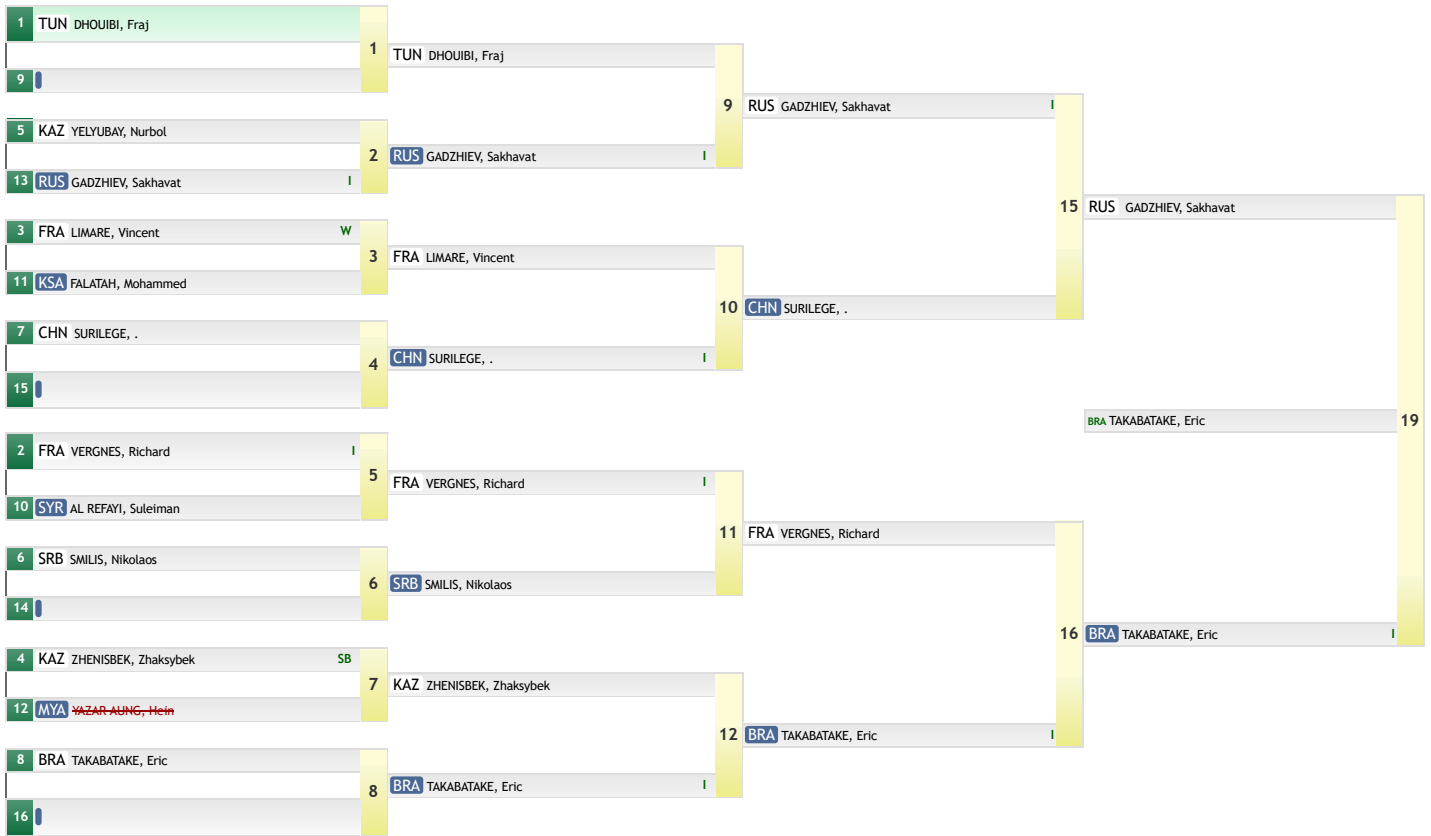 1 TUN DHOUIBI, Fraj
9
1
5 KAZ YELYUBAY, Nurbol
13 RUS GADZHIEV, Sakhavat I
2
3 FRA LIMARE, Vincent W
11 KSA FALATAH, Mohammed
3
7 CHN SURILEGE, .
15
4
2 FRA VERGNES, Richard I
10 SYR AL REFAYI, Suleiman
5
6 SRB SMILIS, Nikolaos
14
6
4 KAZ ZHENISBEK, Zhaksybek SB
12 MYA YAZAR AUNG, Hein
7
8 BRA TAKABATAKE, Eric
16
8
TUN DHOUIBI, Fraj
RUS GADZHIEV, Sakhavat I
9
FRA LIMARE, Vincent
CHN SURILEGE, . I
10
FRA VERGNES, Richard I
SRB SMILIS, Nikolaos
11
KAZ ZHENISBEK, Zhaksybek
BRA TAKABATAKE, Eric I
12
RUS GADZHIEV, Sakhavat I
CHN SURILEGE, .
15
FRA VERGNES, Richard
BRA TAKABATAKE, Eric I
16
RUS GADZHIEV, Sakhavat
BRA TAKABATAKE, Eric
19
BRA TAKABATAKE, Eric I